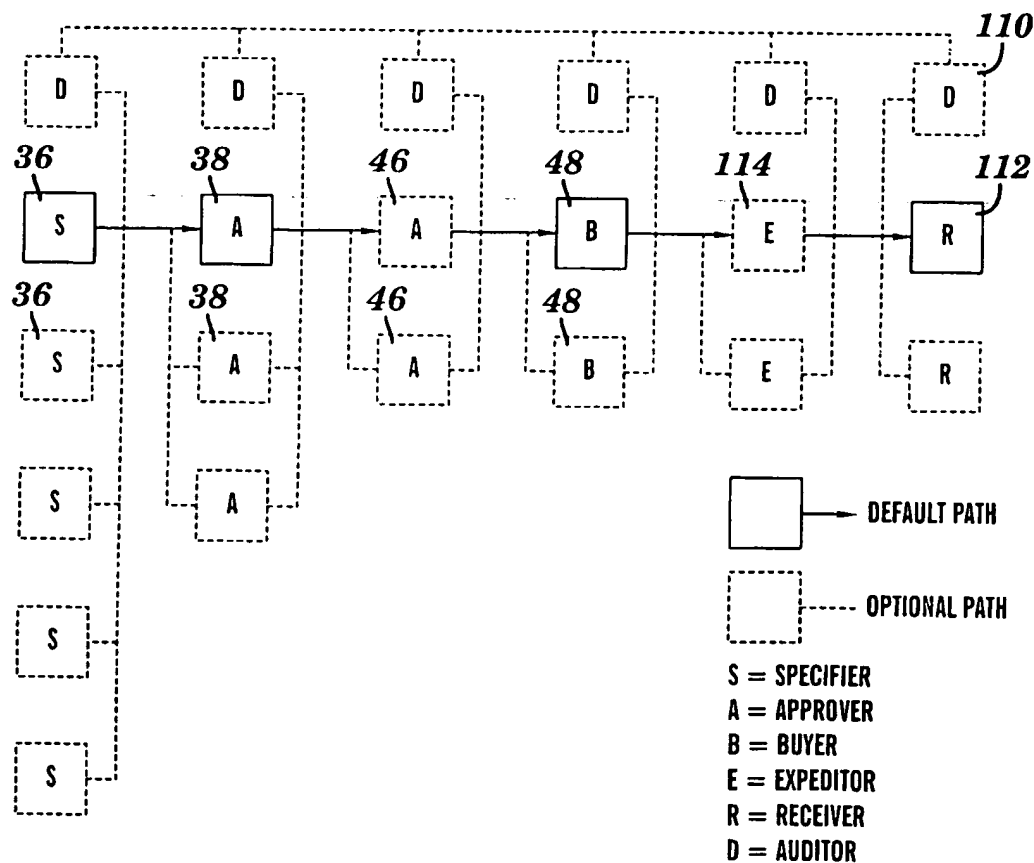 110
D D D D D D
36 38 46 48 114 112
S A A B E R
36 38 46 48
S A A B E R
S A
DEFAULT PATH
S
OPTIONAL PATH
S = SPECIFIER
A = APPROVER
S
B = BUYER
E = EXPEDITOR
R = RECEIVER
D = AUDITOR